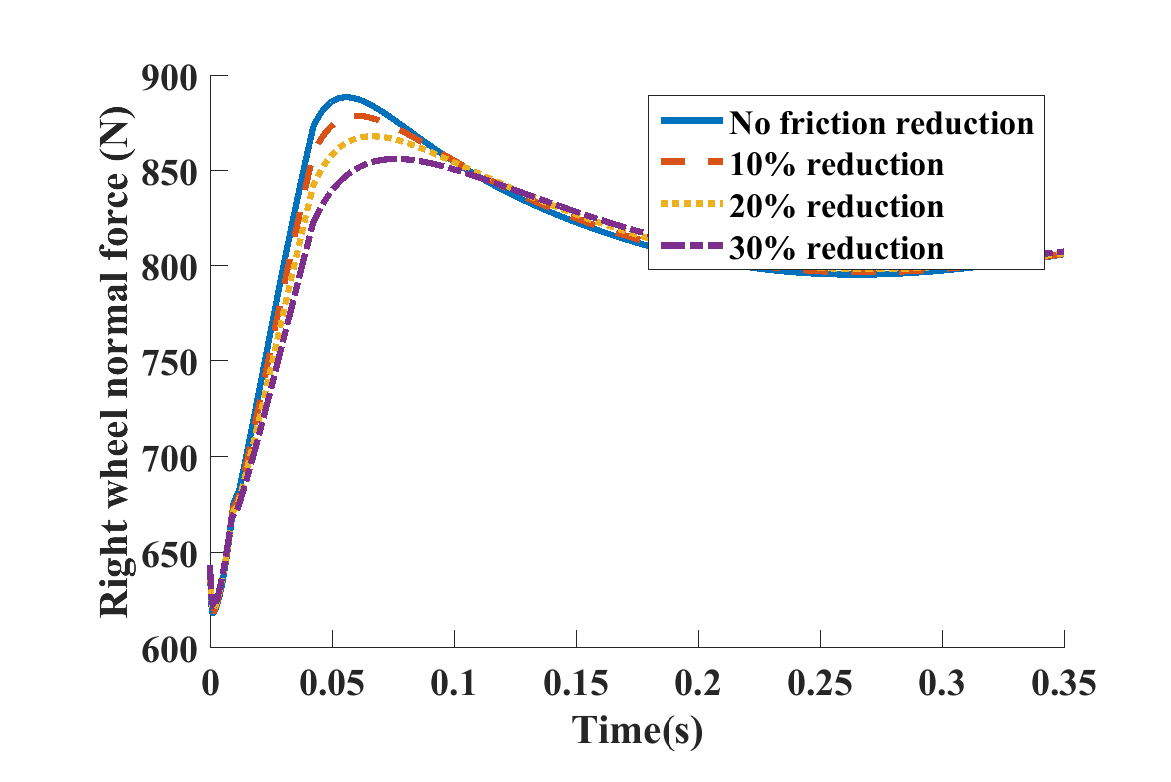 Right wheel normal force (N)
900
850
800
750
700
650
600
No friction reduction
10% reduction
20% reduction
30% reduction
0 0.05 0.1 0.15 0.2 0.25 0.3 0.35
Time(s)